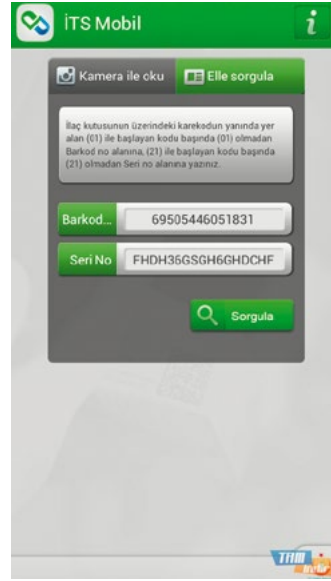 İTS Mobil
i
Kamera ile oku
Elle sorgula
İlaç kutusunun üzerindeki karekodun yanında yer
alan (01) ile başlayan kodu başında (01) olmadan
Barkod no alanına, (21) ile başlayan kodu başında
(21) olmadan Seri no alanına yazınız.
Barkod... 69505446051831
Seri No FHDH36GSGH6GHDCHF
Sorgula